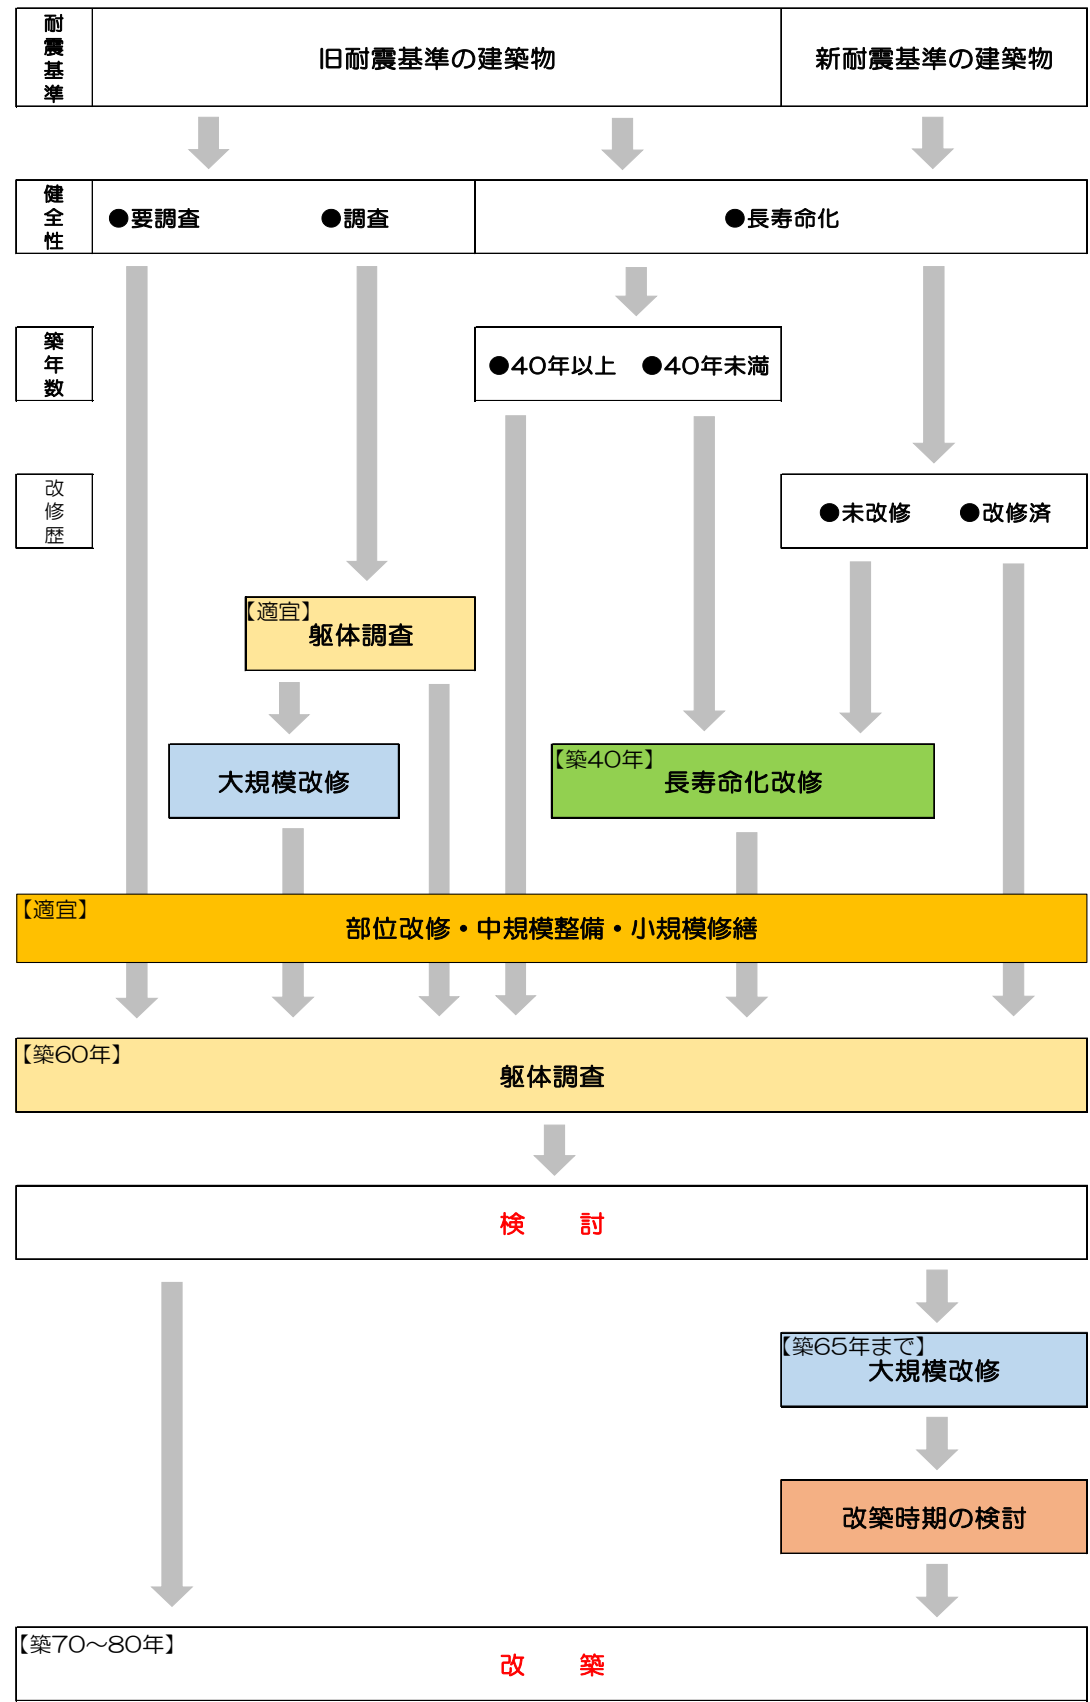 耐震基準
旧耐震基準の建築物
新耐震基準の建築物
健全性
●要調査
●調査
●長寿命化
築年数
●40年以上
●40年未満
改修歴
●未改修
●改修済
【適宜】
躯体調査
大規模改修
【築40年】
長寿命化改修
【適宜】
部位改修・中規模整備・小規模修繕
【築60年】
躯体調査
検　討
【築65年まで】
大規模改修
改築時期の検討
【築70～80年】
改　築